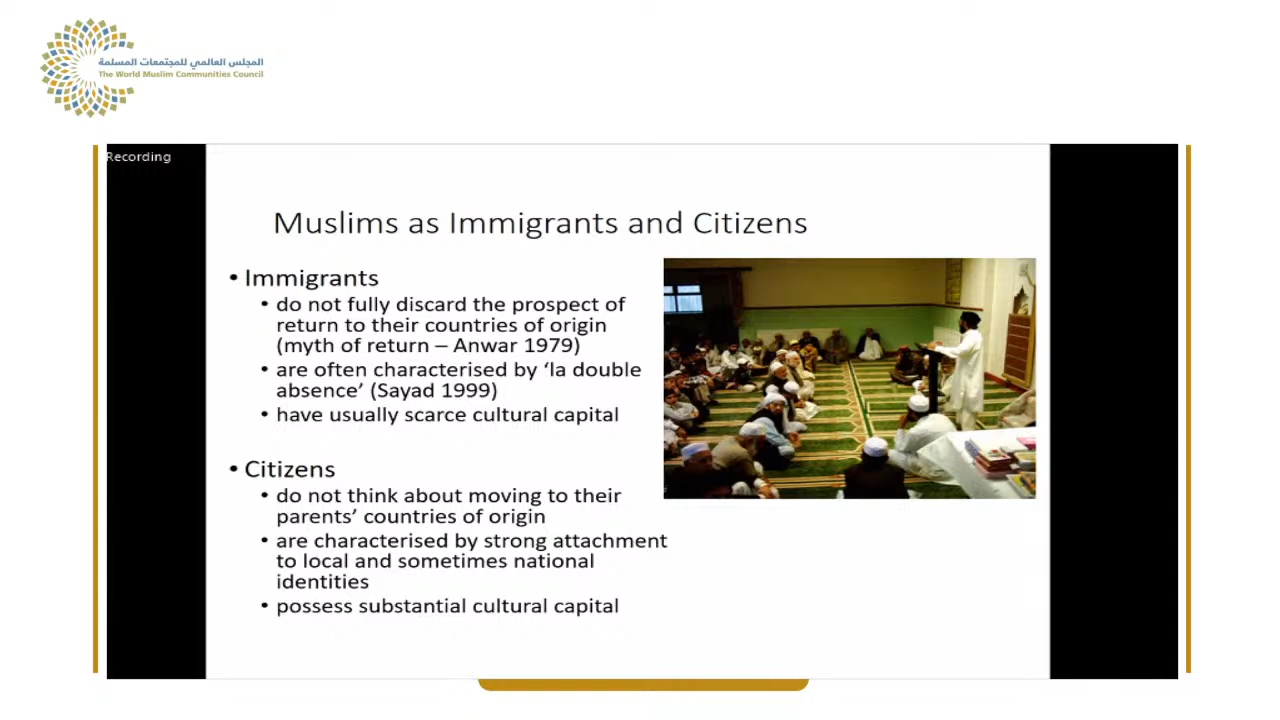 المجلس العالمي للمجتمعات المسلمة
The World Muslim Communities Council
Recording
Muslims as Immigrants and Citizens
• Immigrants
• do not fully discard the prospect of
return to their countries of origin
(myth of return – Anwar 1979)
• are often characterised by ‘la double
absence’ (Sayad 1999)
• have usually scarce cultural capital
• Citizens
• do not think about moving to their
parents’ countries of origin
• are characterised by strong attachment
to local and sometimes national
identities
• possess substantial cultural capital